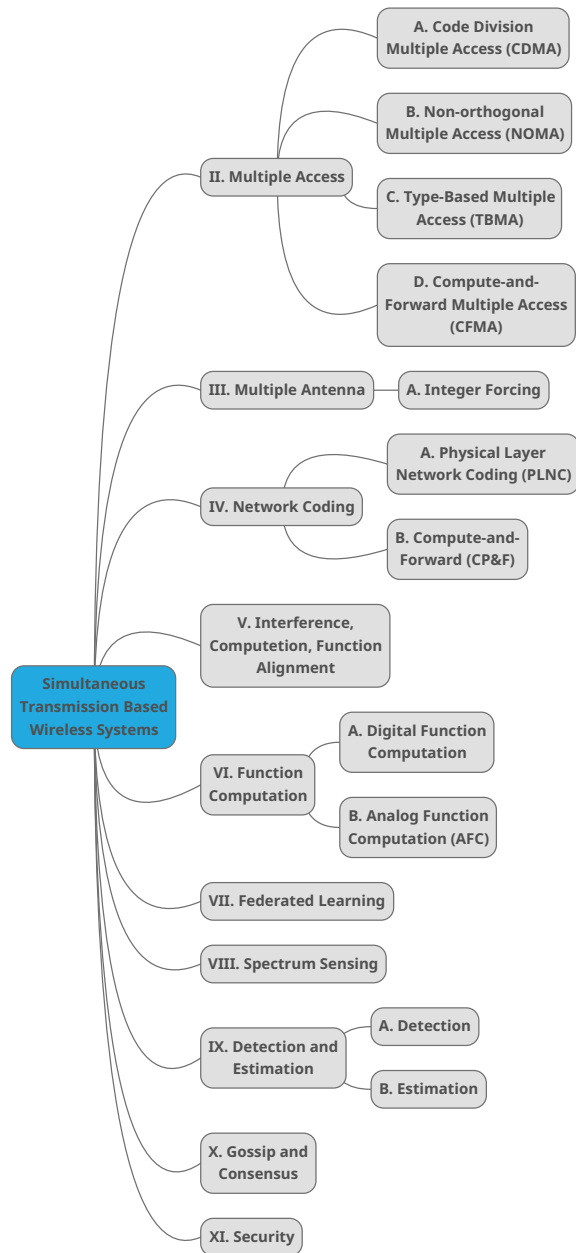 A. Code Division
Multiple Access (CDMA)
B. Non-orthogonal
Multiple Access (NOMA)
II. Multiple Access
C. Type-Based Multiple
Access (TBMA)
D. Compute-and-
Forward Multiple Access
(CFMA)
III. Multiple Antenna
A. Integer Forcing
A. Physical Layer
Network Coding (PLNC)
IV. Network Coding
B. Compute-and-
Forward (CP&F)
V. Interference,
Computetion, Function
Alignment
Simultaneous
Transmission Based
Wireless Systems
A. Digital Function
Computation
VI. Function
Computation
B. Analog Function
Computation (AFC)
VII. Federated Learning
VIII. Spectrum Sensing
A. Detection
IX. Detection and
Estimation
B. Estimation
X. Gossip and
Consensus
XI. Security